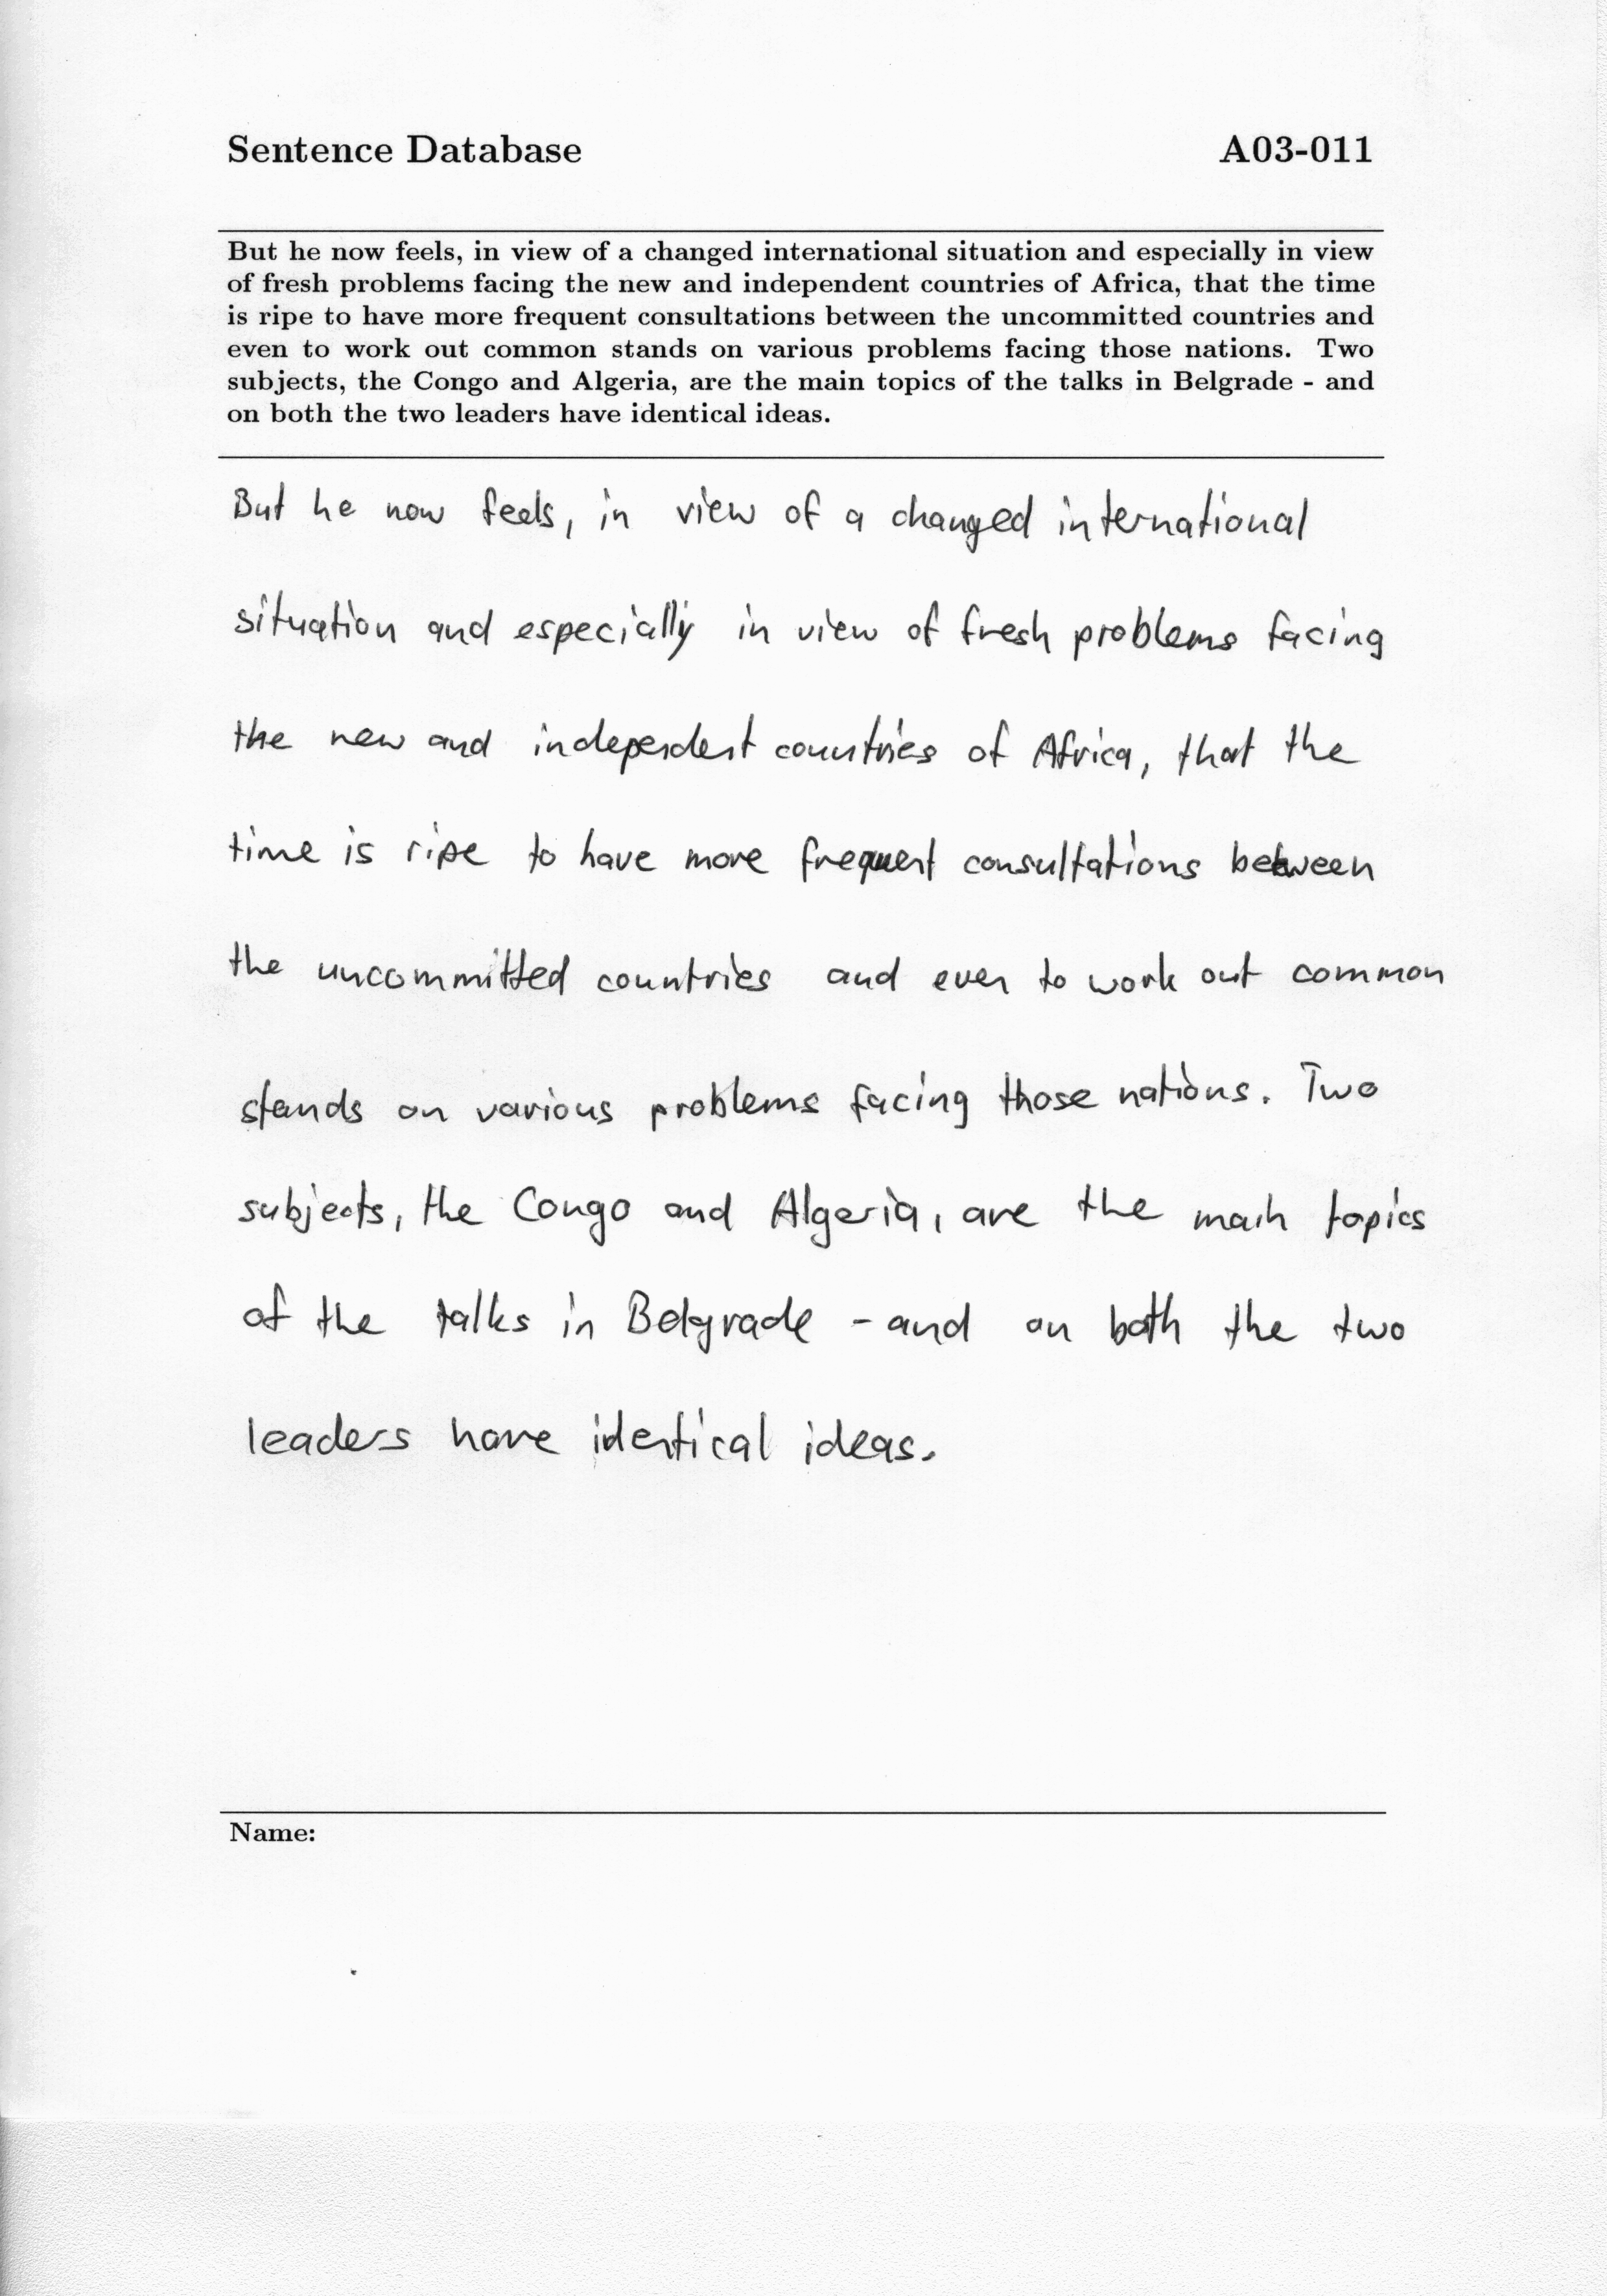 Sentence Database A03-011
But he now feels, in view of a changed international situation and especially in view
of fresh problems facing the new and independent countries of Africa, that the time
is ripe to have more frequent consultations between the uncommitted countries and
even to work out common stands on various problems facing those nations. Two
subjects, the Congo and Algeria, are the main topics of the talks in Belgrade - and
on both the two leaders have identical ideas.
But he now feels, in view of a changed international
situation and especially in view of fresh problems facing
the new and independent countries of Africa, that the
time is ripe to have more frequent consultations between
the uncommitted countries and even to work out common
stands on various problems facing those nations. Two
subjects, the Congo and Algeria, are the main topics
of the talks in Belgrade - and on both the two
leaders have identical ideas.
Name: